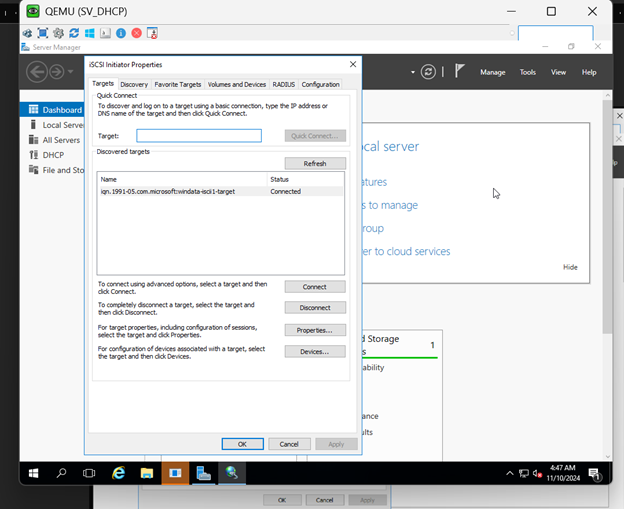 QEMU (SV_DHCP)
Server Manager
Manage
Tools
View
Help
Dashboard
Local Serve
All Servers
DHCP
File and Sto
iSCSI Initiator Properties
Targets
Discovery
Favorite Targets
Volumes and Devices
RADIUS
Configuration
Quick Connect
To discover and log on to a target using a basic connection, type the IP address or
DNS name of the target and then click Quick Connect.
Target:
Quick Connect...
Discovered targets
Refresh
Name
Status
iqn.1991-05.com.microsoft:windata-iscii1-target
Connected
To connect using advanced options, select a target and then
click Connect.
Connect
To completely disconnect a target, select the target and
then click Disconnect.
Disconnect
For target properties, including configuration of sessions,
select the target and click Properties.
Properties...
For configuration of devices associated with a target, select
the target and then click Devices.
Devices...
OK
Cancel
Apply
cal server
atures
s to manage
roup
er to cloud services
Hide
d Storage
s
1
ability
ance
ults
4:47 AM
11/10/2024
1
OK
Cancel
Apply